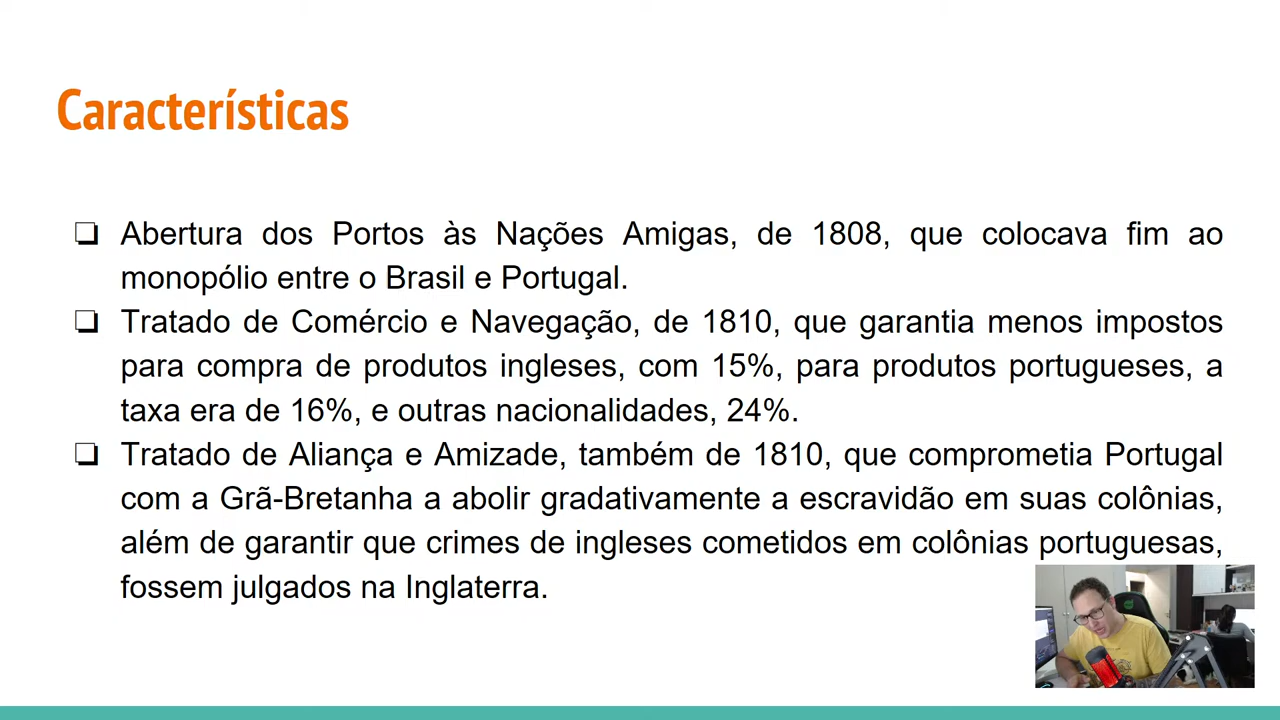 Características
❏ Abertura dos Portos às Nações Amigas, de 1808, que colocava fim ao
monopólio entre o Brasil e Portugal.
❏ Tratado de Comércio e Navegação, de 1810, que garantia menos impostos
para compra de produtos ingleses, com 15%, para produtos portugueses, a
taxa era de 16%, e outras nacionalidades, 24%.
❏ Tratado de Aliança e Amizade, também de 1810, que comprometia Portugal
com a Grã-Bretanha a abolir gradativamente a escravidão em suas colônias,
além de garantir que crimes de ingleses cometidos em colônias portuguesas,
fossem julgados na Inglaterra.